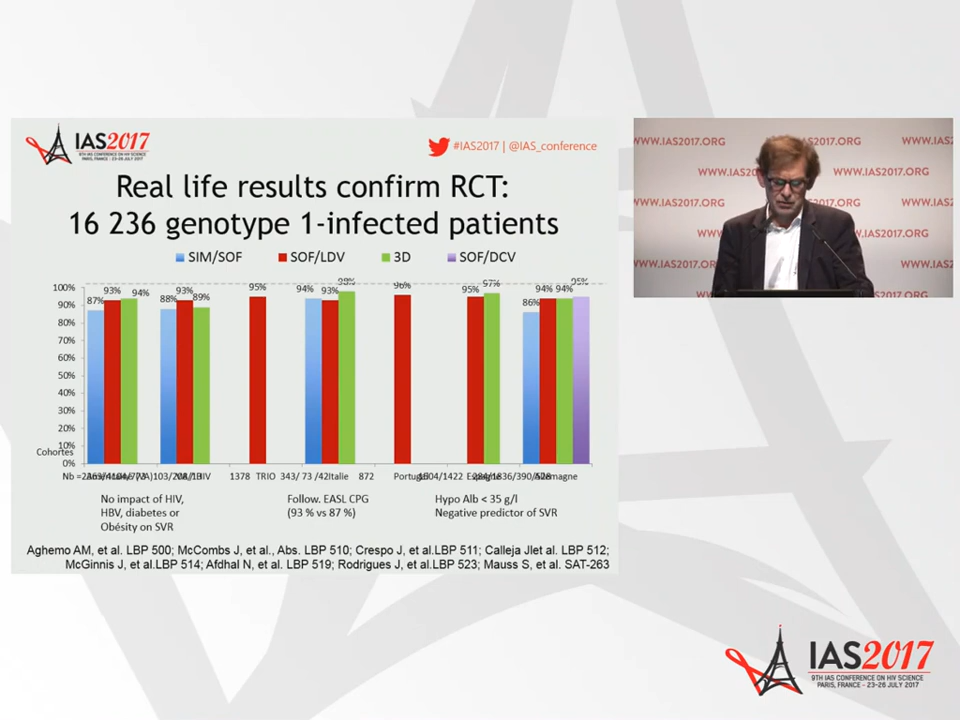 IAS2017
9TH IAS CONFERENCE ON HIV SCIENCE
PARIS, FRANCE - 23-26 JULY 2017
#IAS2017 | @IAS_conference
Real life results confirm RCT:
16 236 genotype 1-infected patients
SIM/SOF SOF/LDV 3D SOF/DCV
100%
90%
80%
70%
60%
50%
40%
30%
20%
10%
0%
87% 93% 94% 88% 93% 89% 95% 94% 93% 98% 96% 95% 97% 86% 94% 94% 95%
Cohortes
Nb = HIV 1378 TRIO 343/ 73 /42 Italie 872 Portugal
No impact of HIV,
HBV, diabetes or
Obésity on SVR
Follow. EASL CPG
(93 % vs 87 %)
Hypo Alb < 35 g/l
Negative predictor of SVR
Aghemo AM, et al. LBP 500; McCombs J, et al., Abs. LBP 510; Crespo J, et al.LBP 511; Calleja Jlet al. LBP 512;
McGinnis J, et al.LBP 514; Afdhal N, et al. LBP 519; Rodrigues J, et al.LBP 523; Mauss S, et al. SAT-263
WWW.IAS2017.ORG
IAS2017
9TH IAS CONFERENCE ON HIV SCIENCE
PARIS, FRANCE - 23-26 JULY 2017